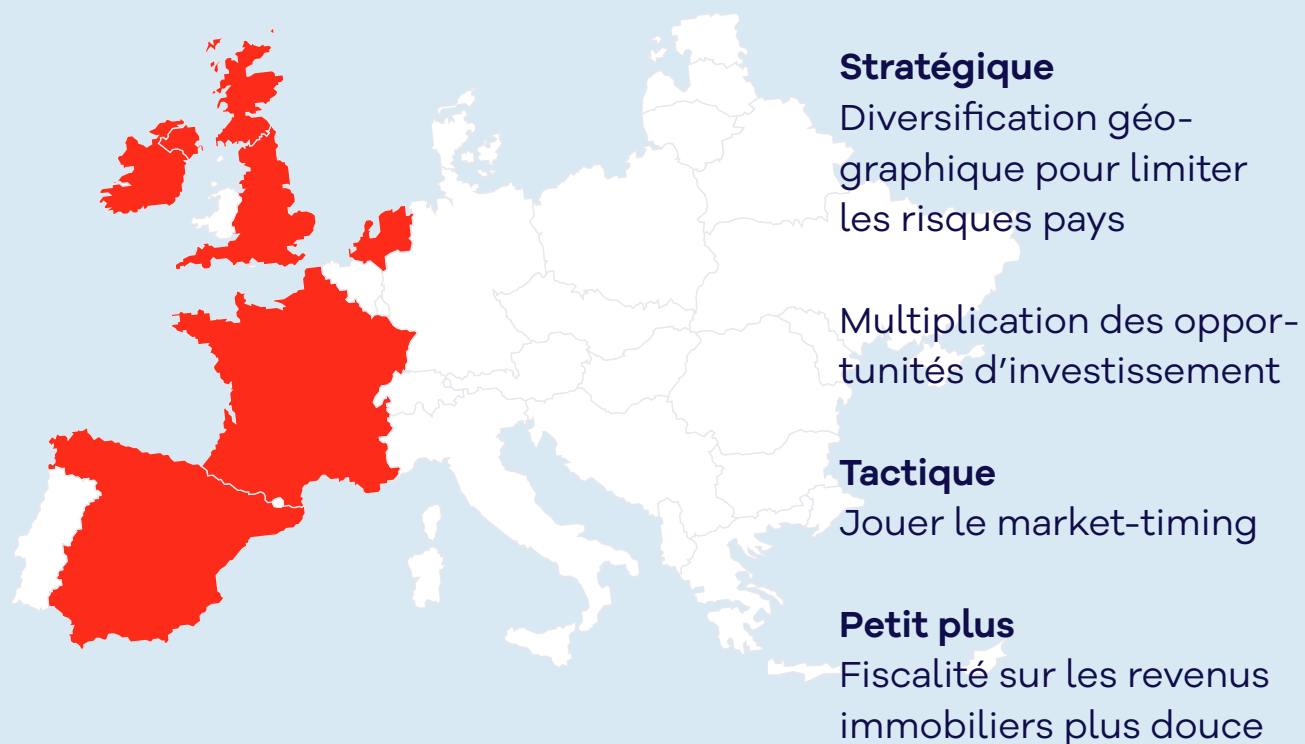 Stratégique
Diversification géo-
graphique pour limiter
les risques pays
Multiplication des oppor-
tunités d’investissement
Tactique
Jouer le market-timing
Petit plus
Fiscalité sur les revenus
immobiliers plus douce